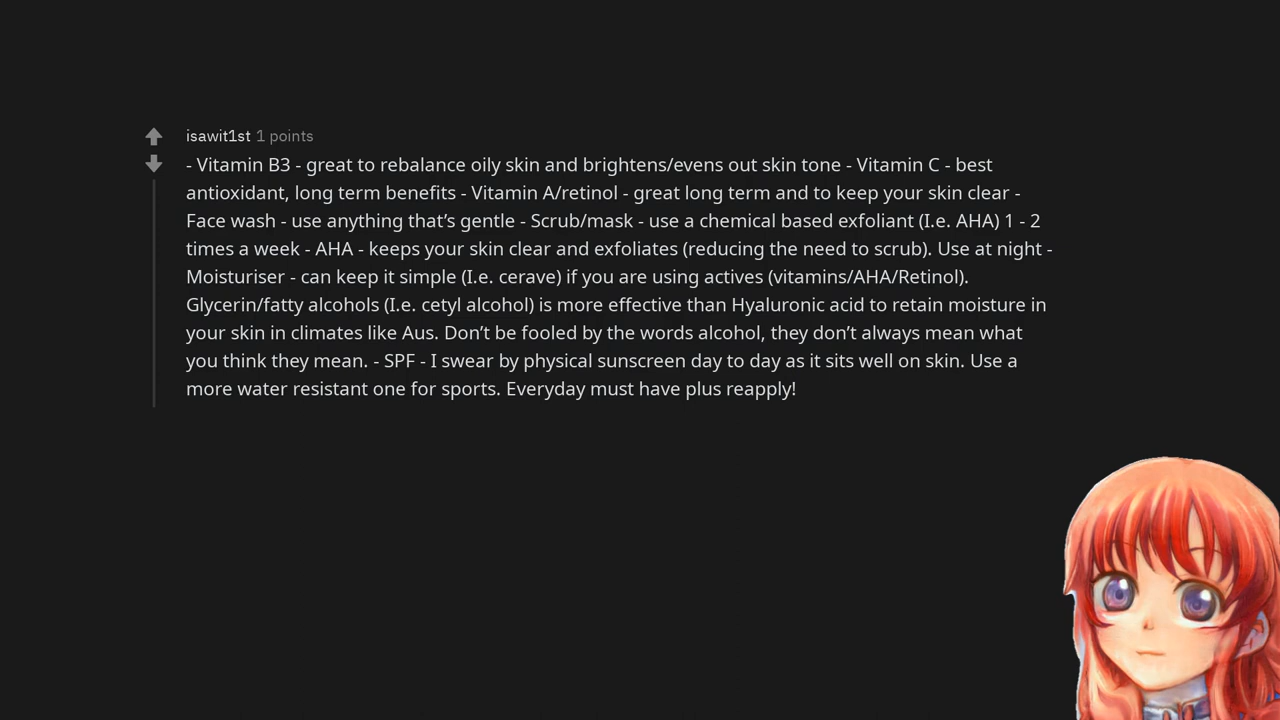 isawit1st 1 points
- Vitamin B3 - great to rebalance oily skin and brightens/evens out skin tone - Vitamin C - best
antioxidant, long term benefits - Vitamin A/retinol - great long term and to keep your skin clear -
Face wash - use anything that’s gentle - Scrub/mask - use a chemical based exfoliant (I.e. AHA) 1 - 2
times a week - AHA - keeps your skin clear and exfoliates (reducing the need to scrub). Use at night -
Moisturiser - can keep it simple (I.e. cerave) if you are using actives (vitamins/AHA/Retinol).
Glycerin/fatty alcohols (I.e. cetyl alcohol) is more effective than Hyaluronic acid to retain moisture in
your skin in climates like Aus. Don’t be fooled by the words alcohol, they don’t always mean what
you think they mean. - SPF - I swear by physical sunscreen day to day as it sits well on skin. Use a
more water resistant one for sports. Everyday must have plus reapply!